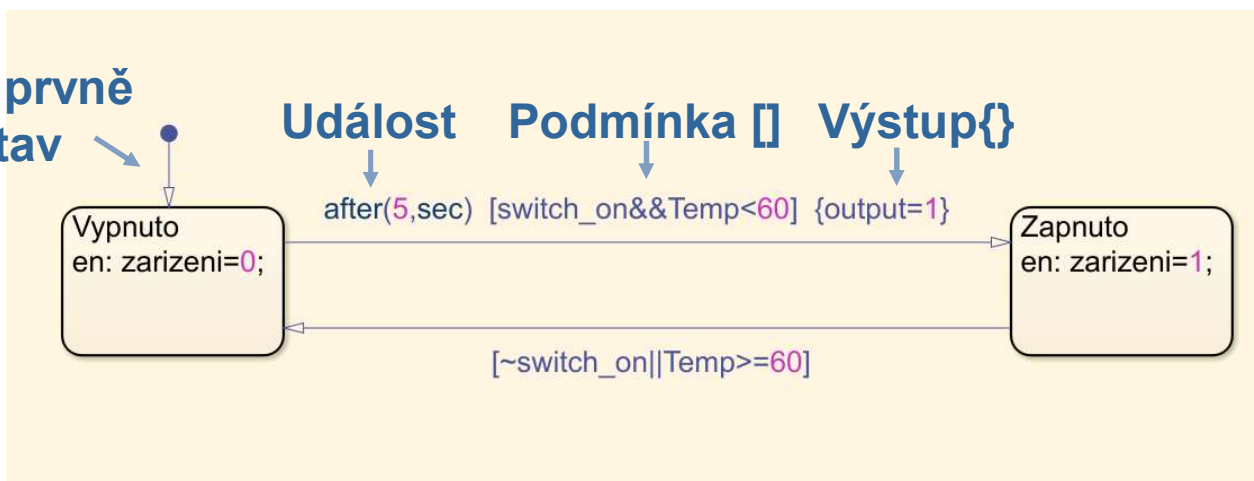 prvně
tav
Událost Podmínka [] Výstup{}
after(5,sec) [switch_on&&Temp<60] {output=1}
Vypnuto
en: zarizeni=0;
Zapnuto
en: zarizeni=1;
[~switch_on||Temp>=60]